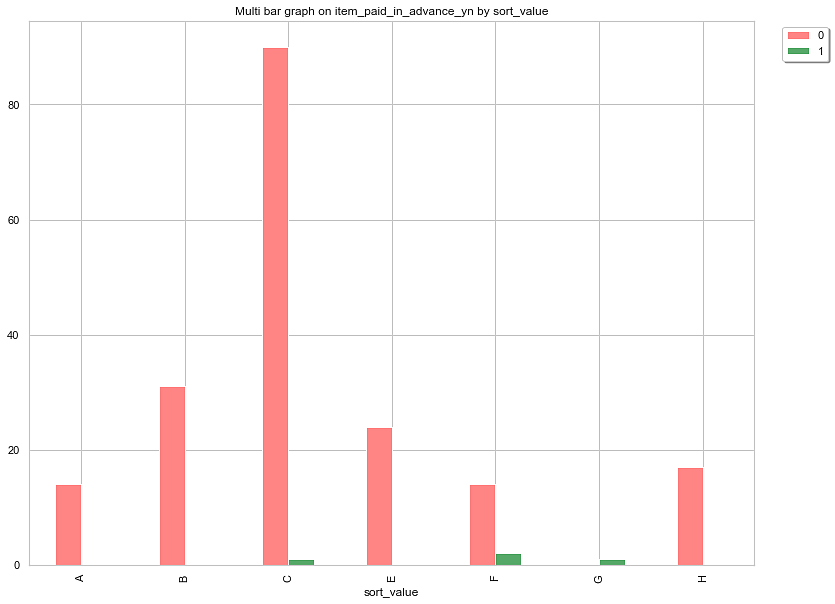 Multi bar graph on item_paid_in_advance_yn by sort_value
0
1
80
60
40
20
0
A
B
C
E
F
G
H
sort_value